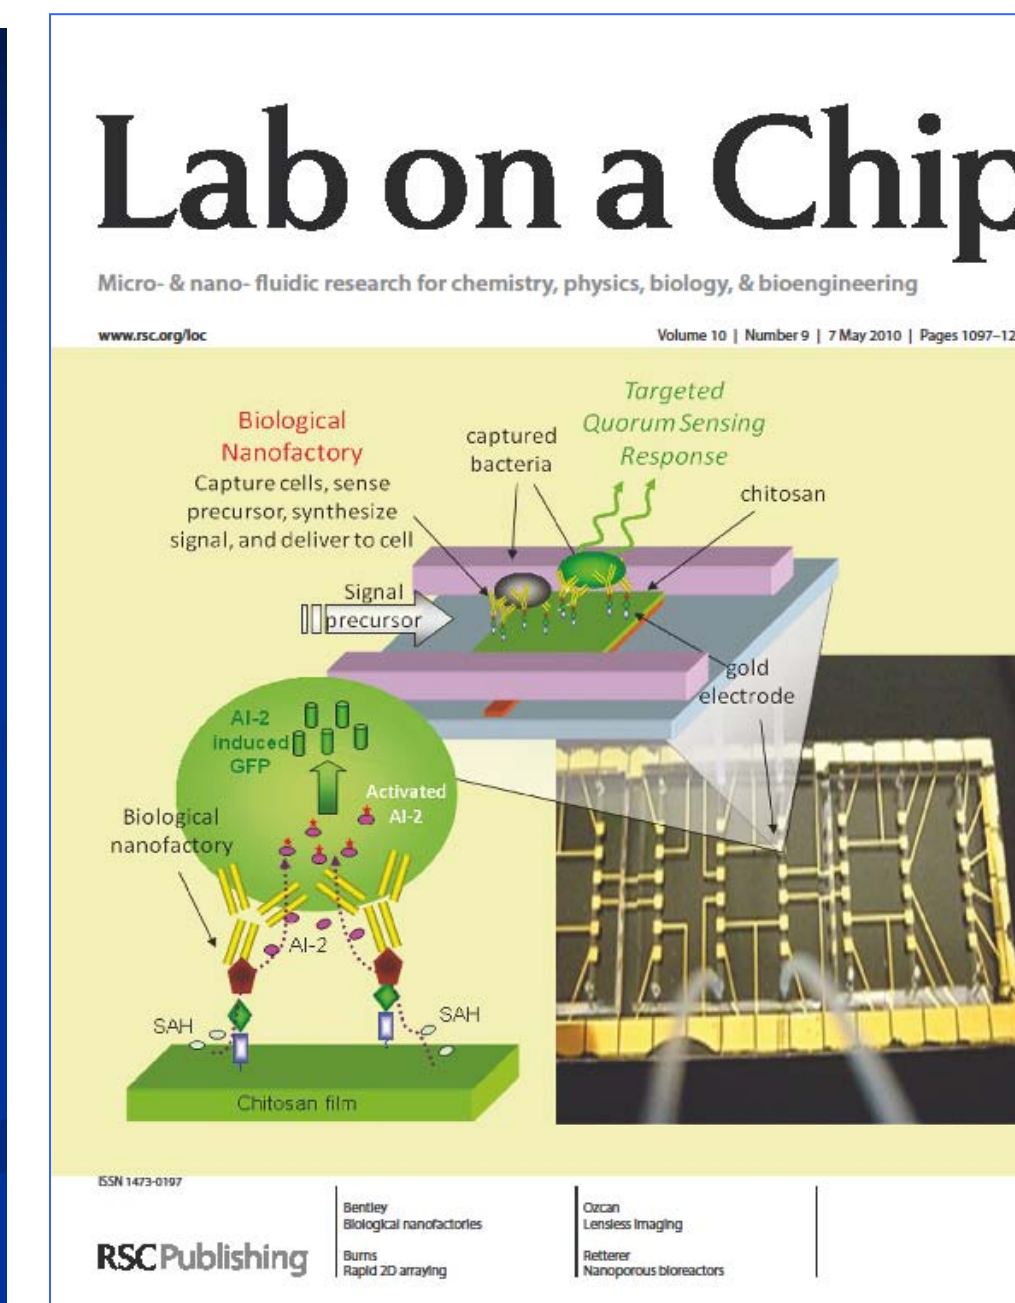 Lab on a Chip
Micro- & nano- fluidic research for chemistry, physics, biology, & bioengineering
www.rsc.org/loc
Volume 10 | Number 9 | 7 May 2010 | Pages 1097–12
Targeted
Quorum Sensing
Response
Biological
Nanofactory
Capture cells, sense
precursor, synthesize
signal, and deliver to cell
captured
bacteria
chitosan
Signal
precursor
gold
electrode
AI-2
induced
GFP
Activated
AI-2
Biological
nanofactory
AI-2
SAH
SAH
Chitosan film
ISSN 1473-0197
RSC Publishing
Bentley
Biological nanofactories
Burns
Rapid 2D arraying
Ozcan
Lensless imaging
Retterer
Nanoporous bioreactors